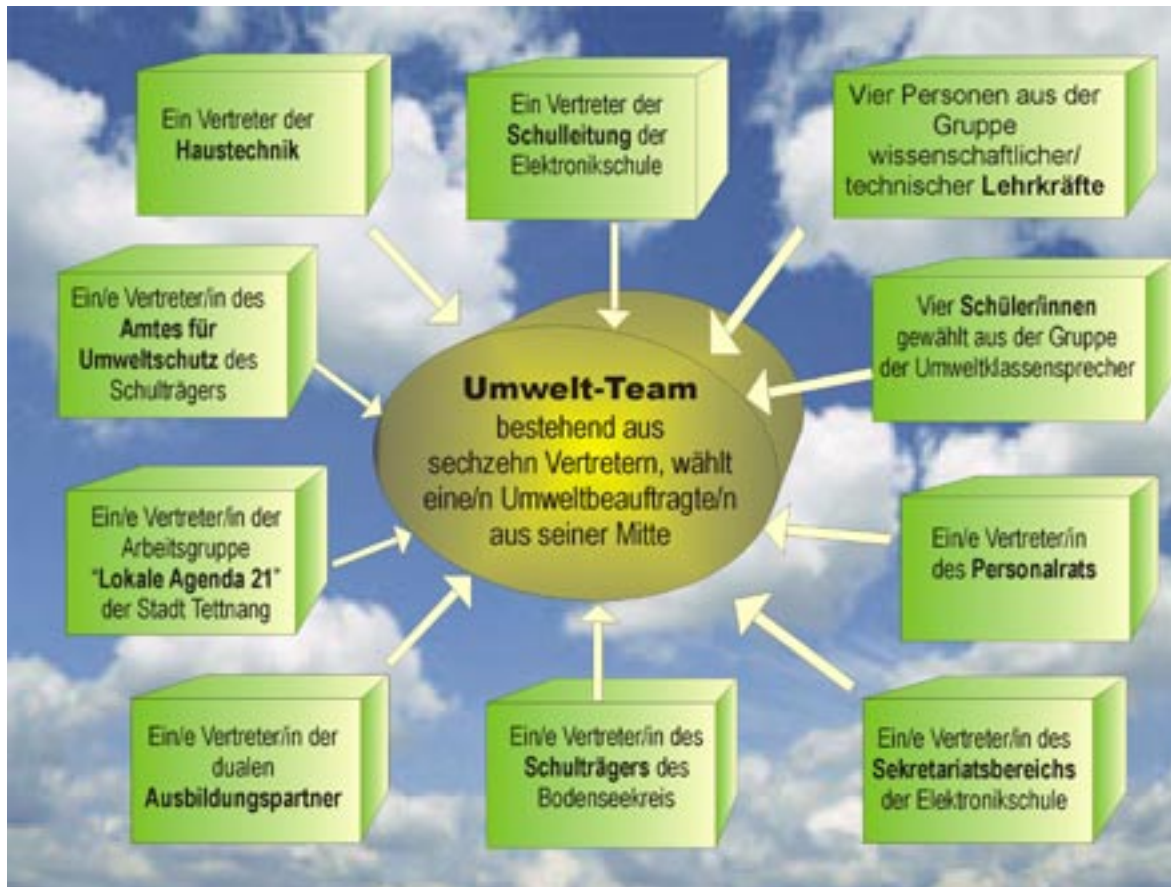 Ein Vertreter der
Haustechnik
Ein Vertreter der
Schulleitung der
Elektronikschule
Vier Personen aus der
Gruppe
wissenschaftlicher/
technischer Lehrkräfte
Ein/e Vertreter/in des
Amtes für
Umweltschutz des
Schulträgers
Umwelt-Team
bestehend aus
sechzehn Vertretern, wählt
eine/n Umweltbeauftragte/n
aus seiner Mitte
Vier Schüler/innen
gewählt aus der Gruppe
der Umweltklassensprecher
Ein/e Vertreter/in der
Arbeitsgruppe
"Lokale Agenda 21"
der Stadt Tettnang
Ein/e Vertreter/in
des Personalrats
Ein/e Vertreter/in der
dualen
Ausbildungspartner
Ein/e Vertreter/in des
Schulträgers des
Bodenseekreis
Ein/e Vertreter/in des
Sekretariatsbereichs
der Elektronikschule